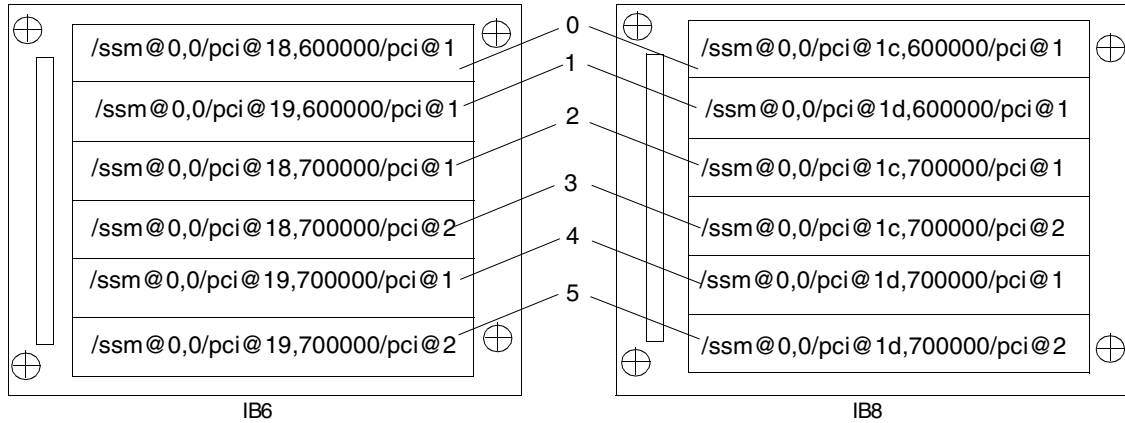 /ssm@0,0/pci@18,600000/pci@1
/ssm@0,0/pci@19,600000/pci@1
/ssm@0,0/pci@18,700000/pci@1
/ssm@0,0/pci@18,700000/pci@2
/ssm@0,0/pci@19,700000/pci@1
/ssm@0,0/pci@19,700000/pci@2
IB6
0
1
2
3
4
5
/ssm@0,0/pci@1c,600000/pci@1
/ssm@0,0/pci@1d,600000/pci@1
/ssm@0,0/pci@1c,700000/pci@1
/ssm@0,0/pci@1c,700000/pci@2
/ssm@0,0/pci@1d,700000/pci@1
/ssm@0,0/pci@1d,700000/pci@2
IB8